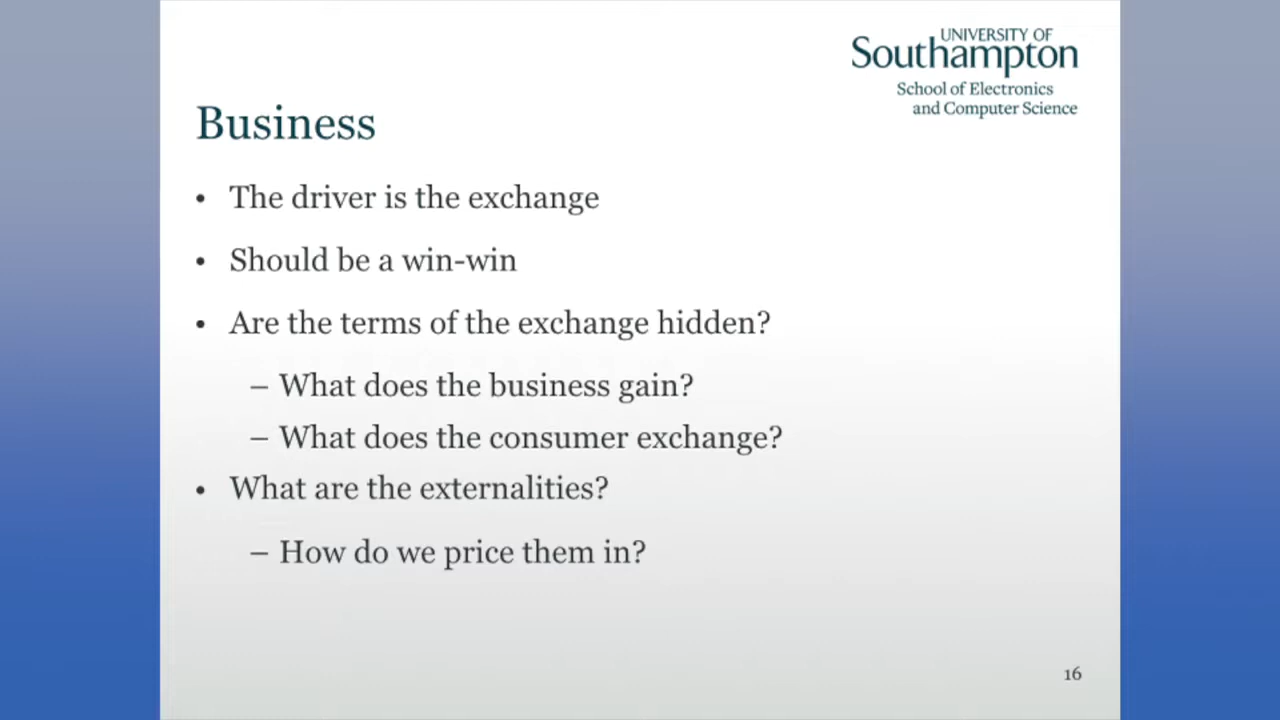 UNIVERSITY OF
Southampton
School of Electronics
and Computer Science
Business
• The driver is the exchange
• Should be a win-win
• Are the terms of the exchange hidden?
– What does the business gain?
– What does the consumer exchange?
• What are the externalities?
– How do we price them in?
16